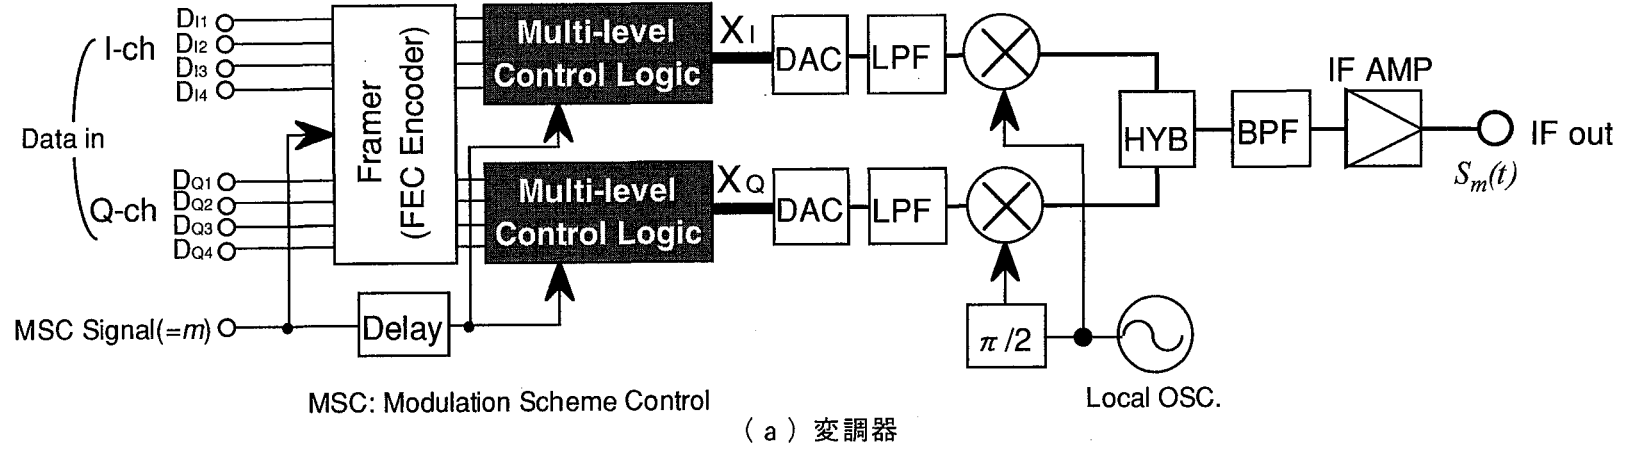 Data in
I-ch
DI1
DI2
DI3
DI4
Q-ch
DQ1
DQ2
DQ3
DQ4
MSC Signal(=m)
Framer
(FEC Encoder)
Delay
Multi-level
Control Logic
XI
DAC
LPF
Multi-level
Control Logic
XQ
DAC
LPF
π/2
Local OSC.
HYB
BPF
IF AMP
IF out
Sm(t)
MSC: Modulation Scheme Control
(a) 変調器